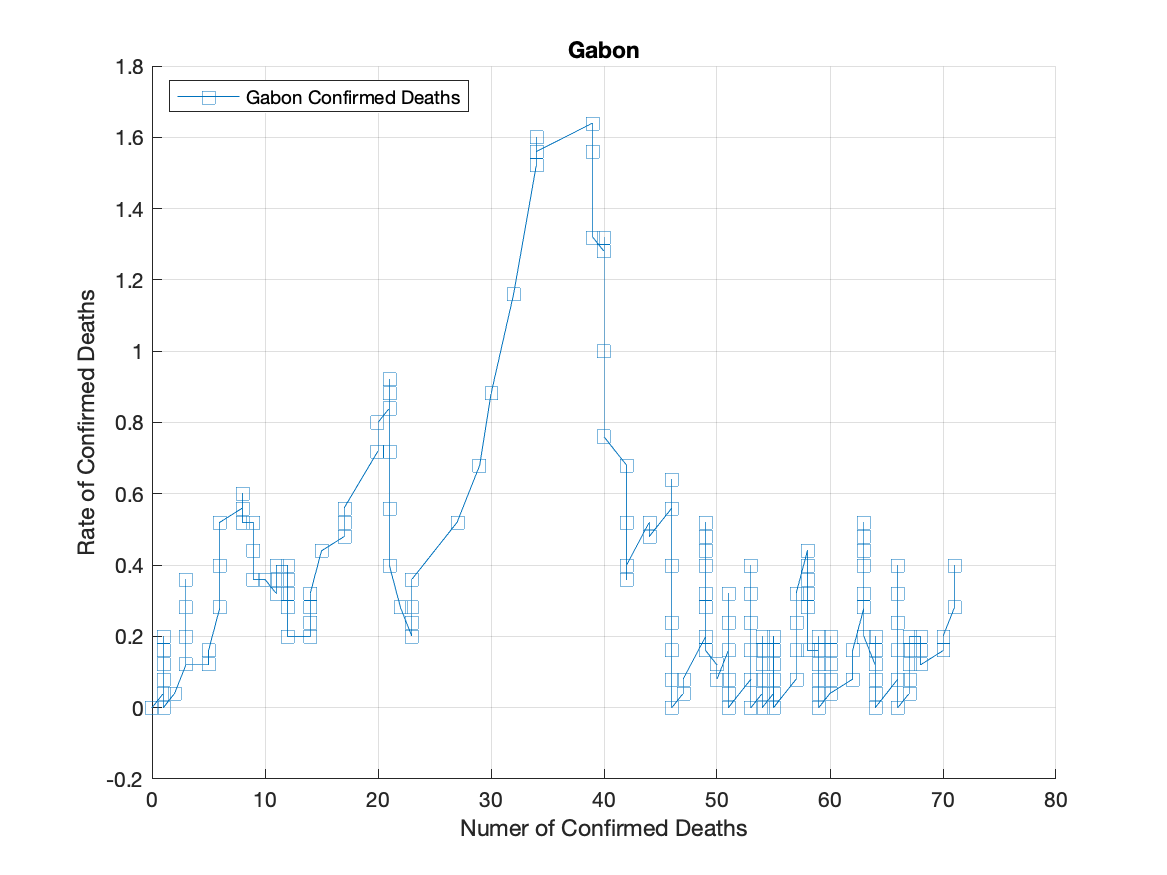 Gabon
Gabon Confirmed Deaths
1.8
1.6
1.4
1.2
1
0.8
0.6
0.4
0.2
0
-0.2
Rate of Confirmed Deaths
0 10 20 30 40 50 60 70 80
Numer of Confirmed Deaths